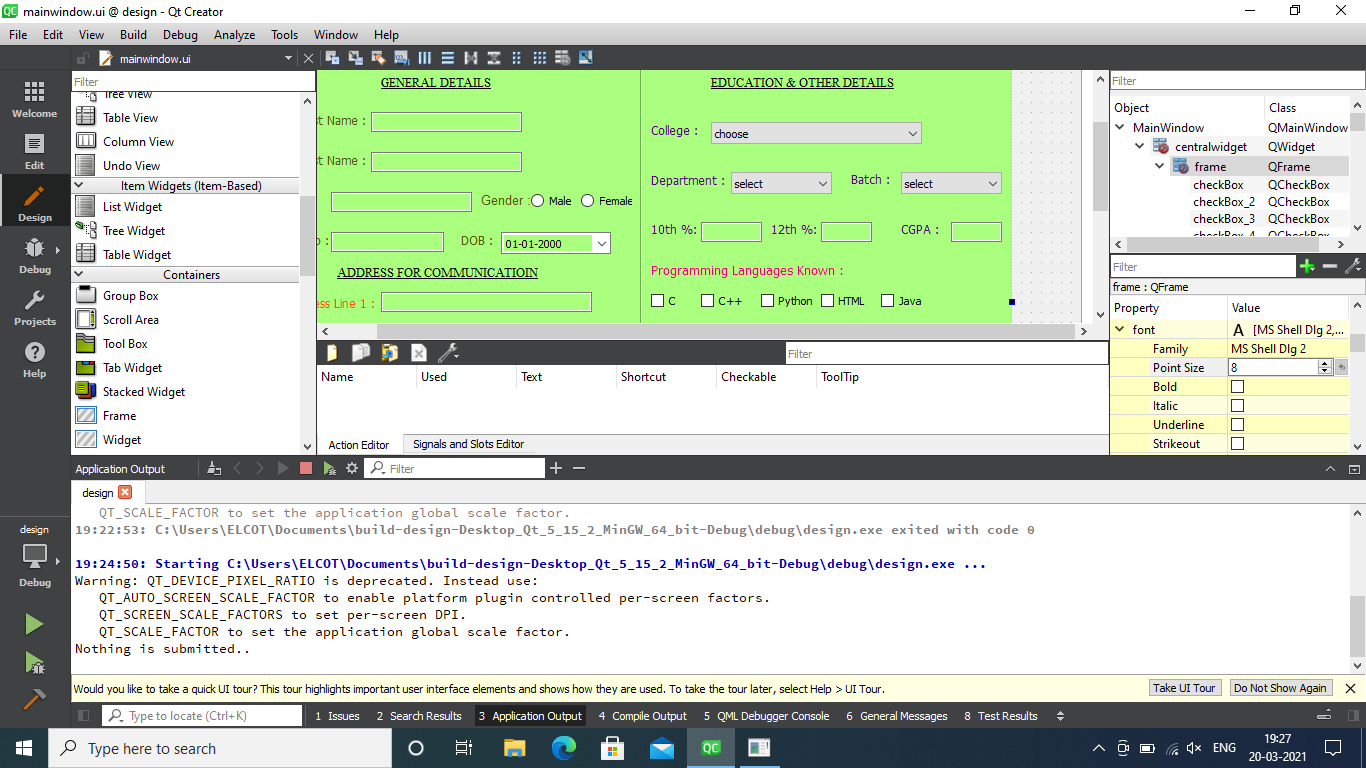 mainwindow.ui @ design - Qt Creator
File Edit View Build Debug Analyze Tools Window Help
mainwindow.ui
Welcome
Edit
Design
Debug
Projects
Help
design
Debug
Filter
Tree View
Table View
Column View
Undo View
Item Widgets (Item-Based)
List Widget
Tree Widget
Table Widget
Containers
Group Box
Scroll Area
Tool Box
Tab Widget
Stacked Widget
Frame
Widget
GENERAL DETAILS
st Name :
st Name :
Gender : Male Female
o : DOB : 01-01-2000
ADDRESS FOR COMMUNICATIOIN
ess Line 1 :
EDUCATION & OTHER DETAILS
College : choose
Department : select Batch : select
10th %: 12th %: CGPA :
Programming Languages Known :
C C++ Python HTML Java
Filter
Name Used Text Shortcut Checkable ToolTip
Action Editor Signals and Slots Editor
Filter
Object Class
MainWindow QMainWindow
centralwidget QWidget
frame QFrame
checkBox QCheckBox
checkBox_2 QCheckBox
checkBox_3 QCheckBox
checkBox_4 QCheckBox
Filter
frame : QFrame
Property Value
font A [MS Shell Dlg 2,...
Family MS Shell Dlg 2
Point Size 8
Bold
Italic
Underline
Strikeout
Application Output Filter
design
QT_SCALE_FACTOR to set the application global scale factor.
19:22:53: C:\Users\ELCOT\Documents\build-design-Desktop_Qt_5_15_2_MinGW_64_bit-Debug\debug\design.exe exited with code 0
19:24:50: Starting C:\Users\ELCOT\Documents\build-design-Desktop_Qt_5_15_2_MinGW_64_bit-Debug\debug\design.exe ...
Warning: QT_DEVICE_PIXEL_RATIO is deprecated. Instead use:
QT_AUTO_SCREEN_SCALE_FACTOR to enable platform plugin controlled per-screen factors.
QT_SCREEN_SCALE_FACTORS to set per-screen DPI.
QT_SCALE_FACTOR to set the application global scale factor.
Nothing is submitted..
Would you like to take a quick UI tour? This tour highlights important user interface elements and shows how they are used. To take the tour later, select Help > UI Tour. Take UI Tour Do Not Show Again
Type to locate (Ctrl+K) 1 Issues 2 Search Results 3 Application Output 4 Compile Output 5 QML Debugger Console 6 General Messages 8 Test Results
Type here to search QC ENG 19:27
20-03-2021